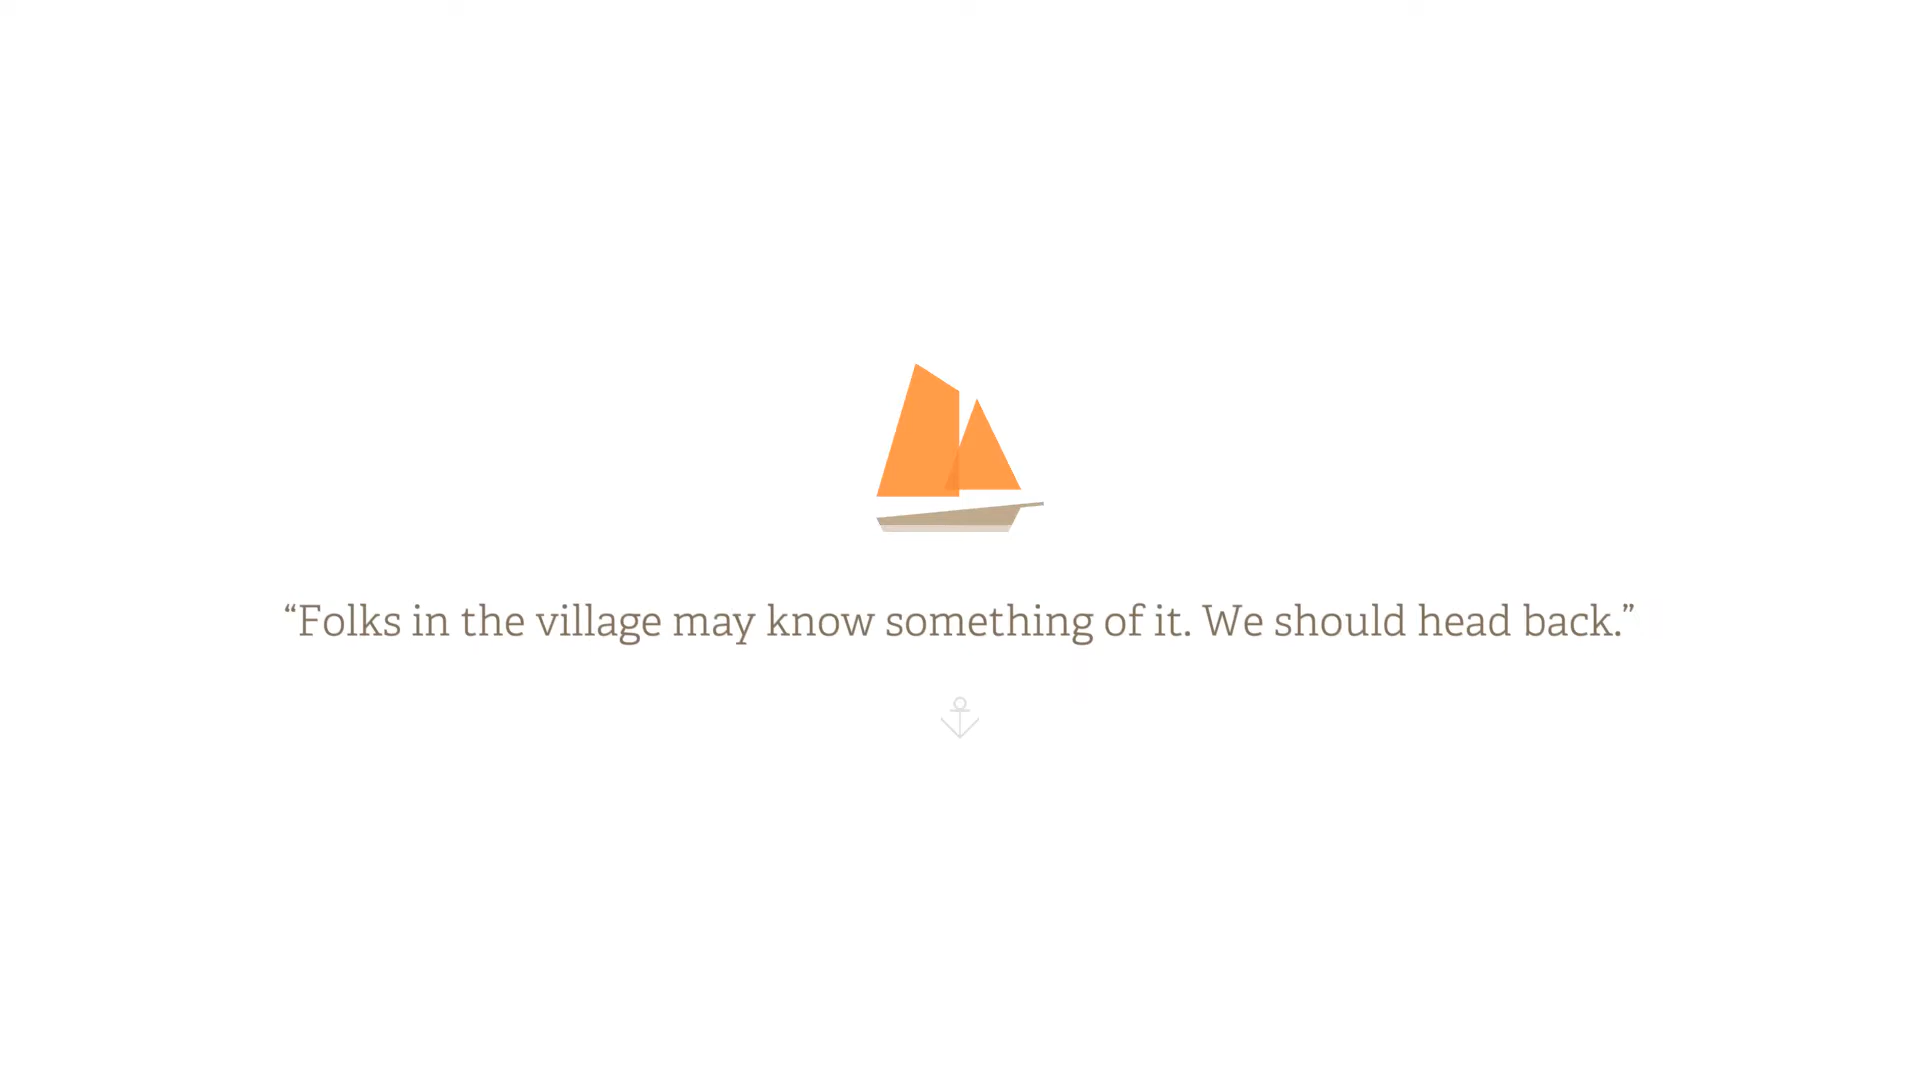 “Folks in the village may know something of it. We should head back.”